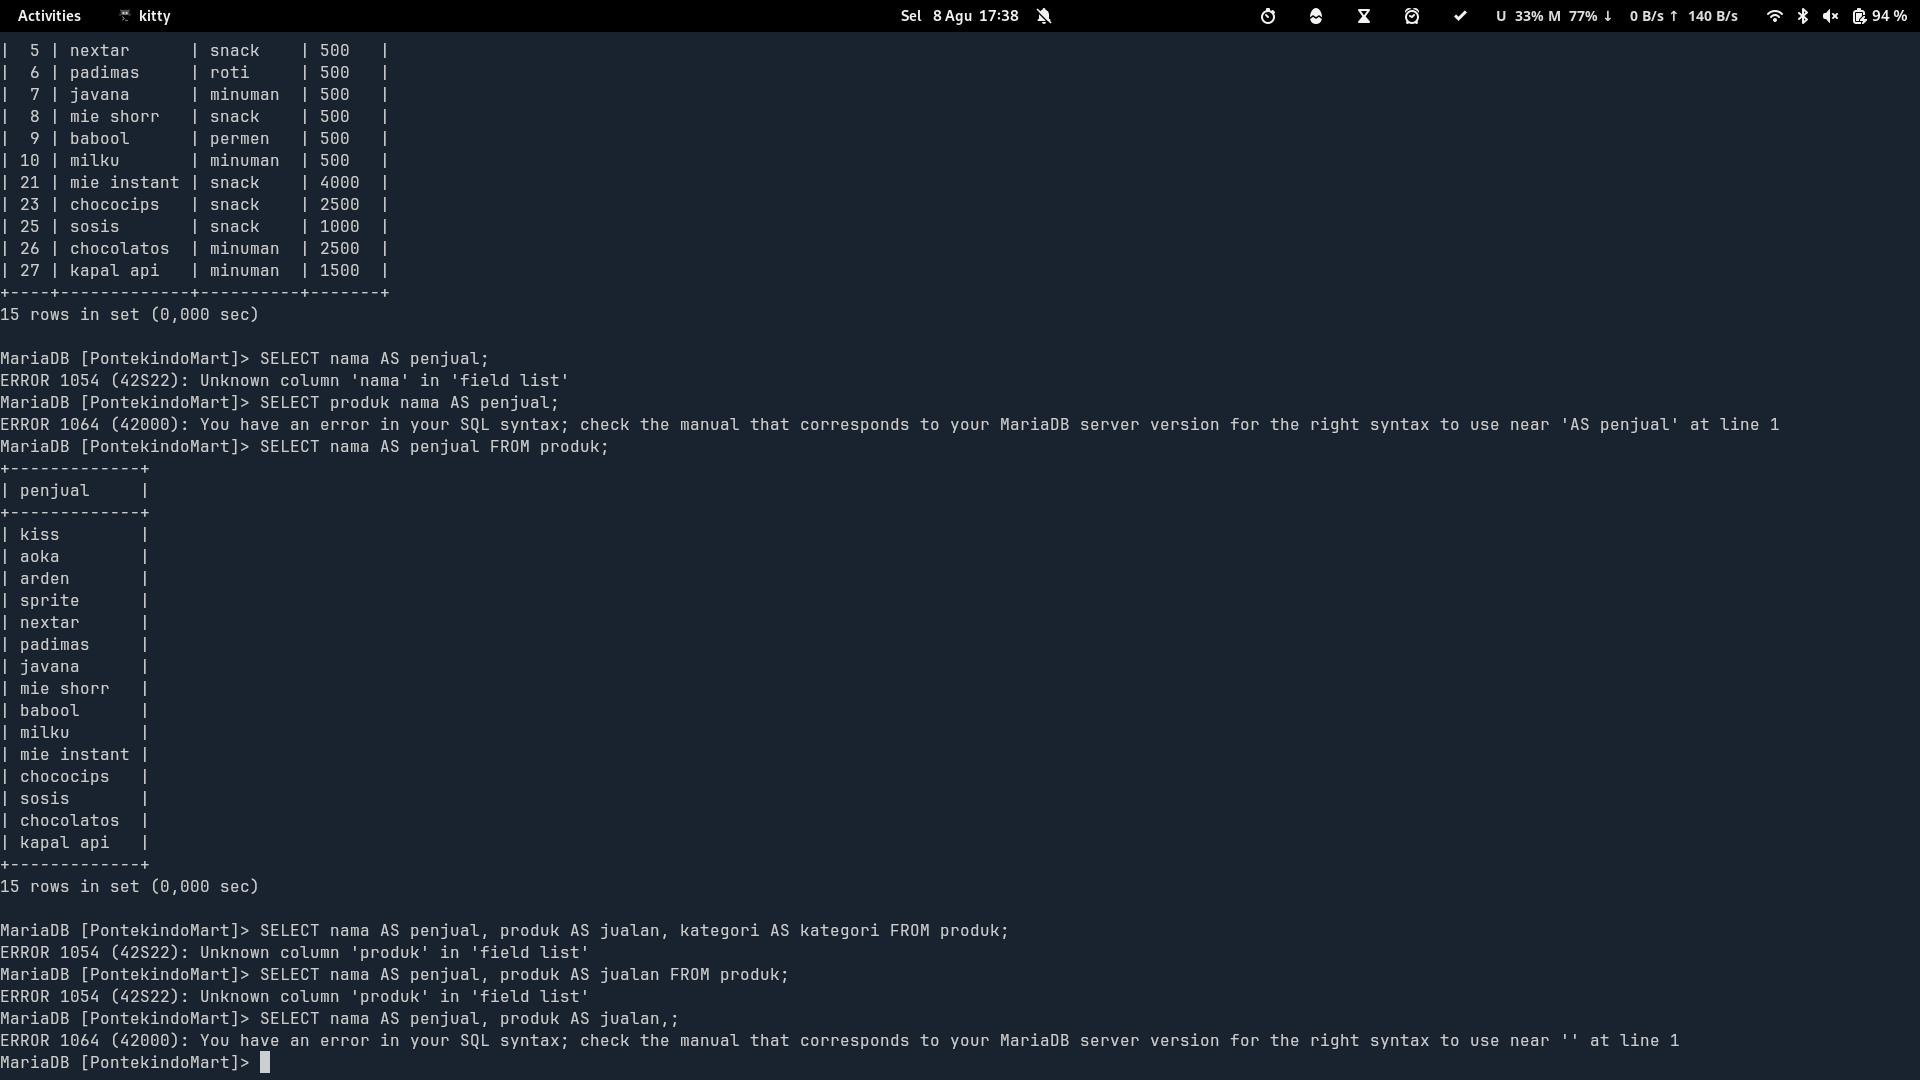 Activities kitty Sel 8 Agu 17:38 U 33% M 77% ↓ 0 B/s ↑ 140 B/s 94 %
|  5 | nextar      | snack    | 500   |
|  6 | padimas     | roti     | 500   |
|  7 | javana      | minuman  | 500   |
|  8 | mie shorr   | snack    | 500   |
|  9 | babool      | permen   | 500   |
| 10 | milku       | minuman  | 500   |
| 21 | mie instant | snack    | 4000  |
| 23 | chococips   | snack    | 2500  |
| 25 | sosis       | snack    | 1000  |
| 26 | chocolatos  | minuman  | 2500  |
| 27 | kapal api   | minuman  | 1500  |
+----+-------------+----------+-------+
15 rows in set (0,000 sec)
MariaDB [PontekindoMart]> SELECT nama AS penjual;
ERROR 1054 (42S22): Unknown column 'nama' in 'field list'
MariaDB [PontekindoMart]> SELECT produk nama AS penjual;
ERROR 1064 (42000): You have an error in your SQL syntax; check the manual that corresponds to your MariaDB server version for the right syntax to use near 'AS penjual' at line 1
MariaDB [PontekindoMart]> SELECT nama AS penjual FROM produk;
+-------------+
| penjual     |
+-------------+
| kiss        |
| aoka        |
| arden       |
| sprite      |
| nextar      |
| padimas     |
| javana      |
| mie shorr   |
| babool      |
| milku       |
| mie instant |
| chococips   |
| sosis       |
| chocolatos  |
| kapal api   |
+-------------+
15 rows in set (0,000 sec)
MariaDB [PontekindoMart]> SELECT nama AS penjual, produk AS jualan, kategori AS kategori FROM produk;
ERROR 1054 (42S22): Unknown column 'produk' in 'field list'
MariaDB [PontekindoMart]> SELECT nama AS penjual, produk AS jualan FROM produk;
ERROR 1054 (42S22): Unknown column 'produk' in 'field list'
MariaDB [PontekindoMart]> SELECT nama AS penjual, produk AS jualan,;
ERROR 1064 (42000): You have an error in your SQL syntax; check the manual that corresponds to your MariaDB server version for the right syntax to use near '' at line 1
MariaDB [PontekindoMart]>